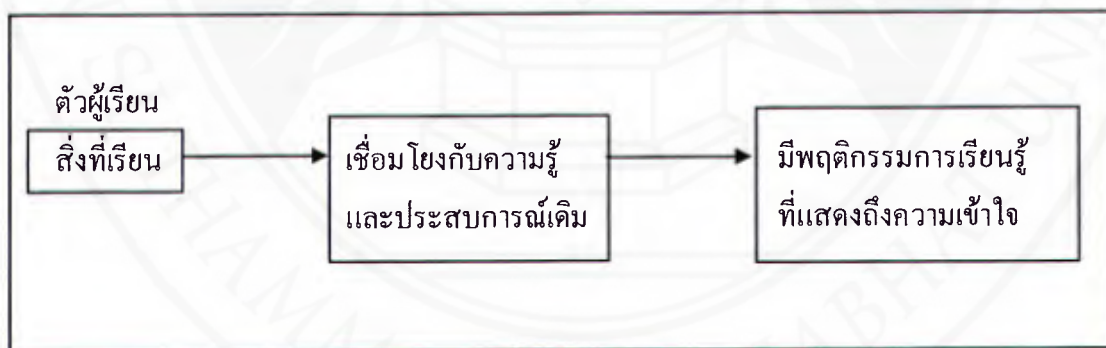 ตัวผู้เรียน
สิ่งที่เรียน
เชื่อมโยงกับความรู้
และประสบการณ์เดิม
มีพฤติกรรมการเรียนรู้
ที่แสดงถึงความเข้าใจ